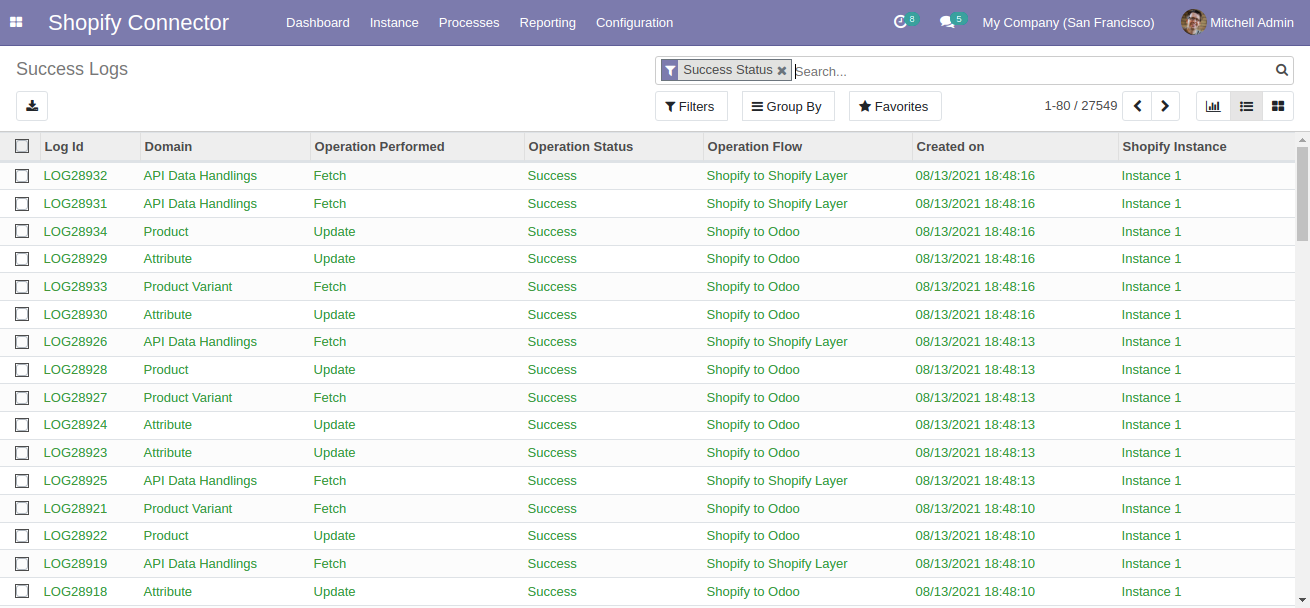 Shopify Connector Dashboard Instance Processes Reporting Configuration 8 5 My Company (San Francisco) Mitchell Admin
Success Logs Success Status Search...
Filters Group By Favorites 1-80 / 27549
Log Id Domain Operation Performed Operation Status Operation Flow Created on Shopify Instance
LOG28932 API Data Handlings Fetch Success Shopify to Shopify Layer 08/13/2021 18:48:16 Instance 1
LOG28931 API Data Handlings Fetch Success Shopify to Shopify Layer 08/13/2021 18:48:16 Instance 1
LOG28934 Product Update Success Shopify to Odoo 08/13/2021 18:48:16 Instance 1
LOG28929 Attribute Update Success Shopify to Odoo 08/13/2021 18:48:16 Instance 1
LOG28933 Product Variant Fetch Success Shopify to Odoo 08/13/2021 18:48:16 Instance 1
LOG28930 Attribute Update Success Shopify to Odoo 08/13/2021 18:48:16 Instance 1
LOG28926 API Data Handlings Fetch Success Shopify to Shopify Layer 08/13/2021 18:48:13 Instance 1
LOG28928 Product Update Success Shopify to Odoo 08/13/2021 18:48:13 Instance 1
LOG28927 Product Variant Fetch Success Shopify to Odoo 08/13/2021 18:48:13 Instance 1
LOG28924 Attribute Update Success Shopify to Odoo 08/13/2021 18:48:13 Instance 1
LOG28923 Attribute Update Success Shopify to Odoo 08/13/2021 18:48:13 Instance 1
LOG28925 API Data Handlings Fetch Success Shopify to Shopify Layer 08/13/2021 18:48:13 Instance 1
LOG28921 Product Variant Fetch Success Shopify to Odoo 08/13/2021 18:48:10 Instance 1
LOG28922 Product Update Success Shopify to Odoo 08/13/2021 18:48:10 Instance 1
LOG28919 API Data Handlings Fetch Success Shopify to Shopify Layer 08/13/2021 18:48:10 Instance 1
LOG28918 Attribute Update Success Shopify to Odoo 08/13/2021 18:48:10 Instance 1